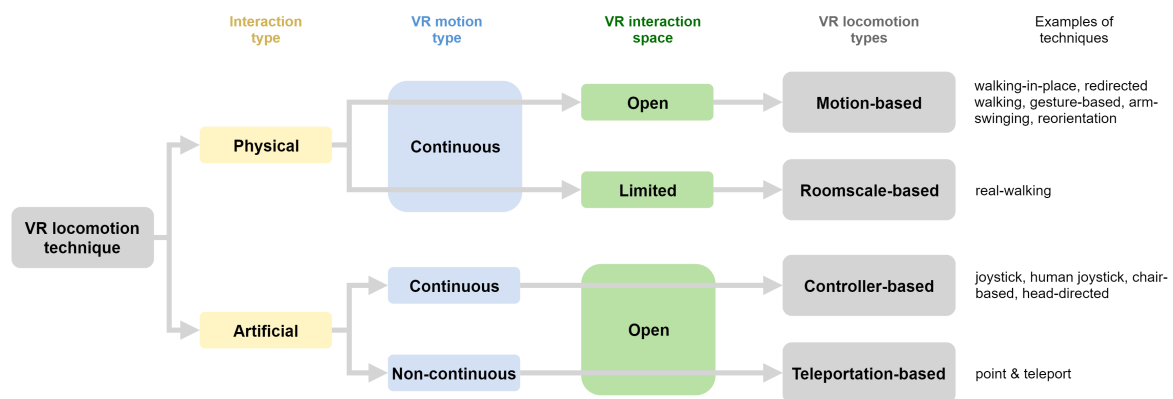 Interaction
type
VR motion
type
VR interaction
space
VR locomotion
types
Examples of
techniques
VR locomotion
technique
Physical
Continuous
Open
Motion-based
walking-in-place, redirected
walking, gesture-based, arm-
swinging, reorientation
Limited
Roomscale-based
real-walking
Artificial
Continuous
Open
Controller-based
joystick, human joystick, chair-
based, head-directed
Non-continuous
Teleportation-based
point & teleport